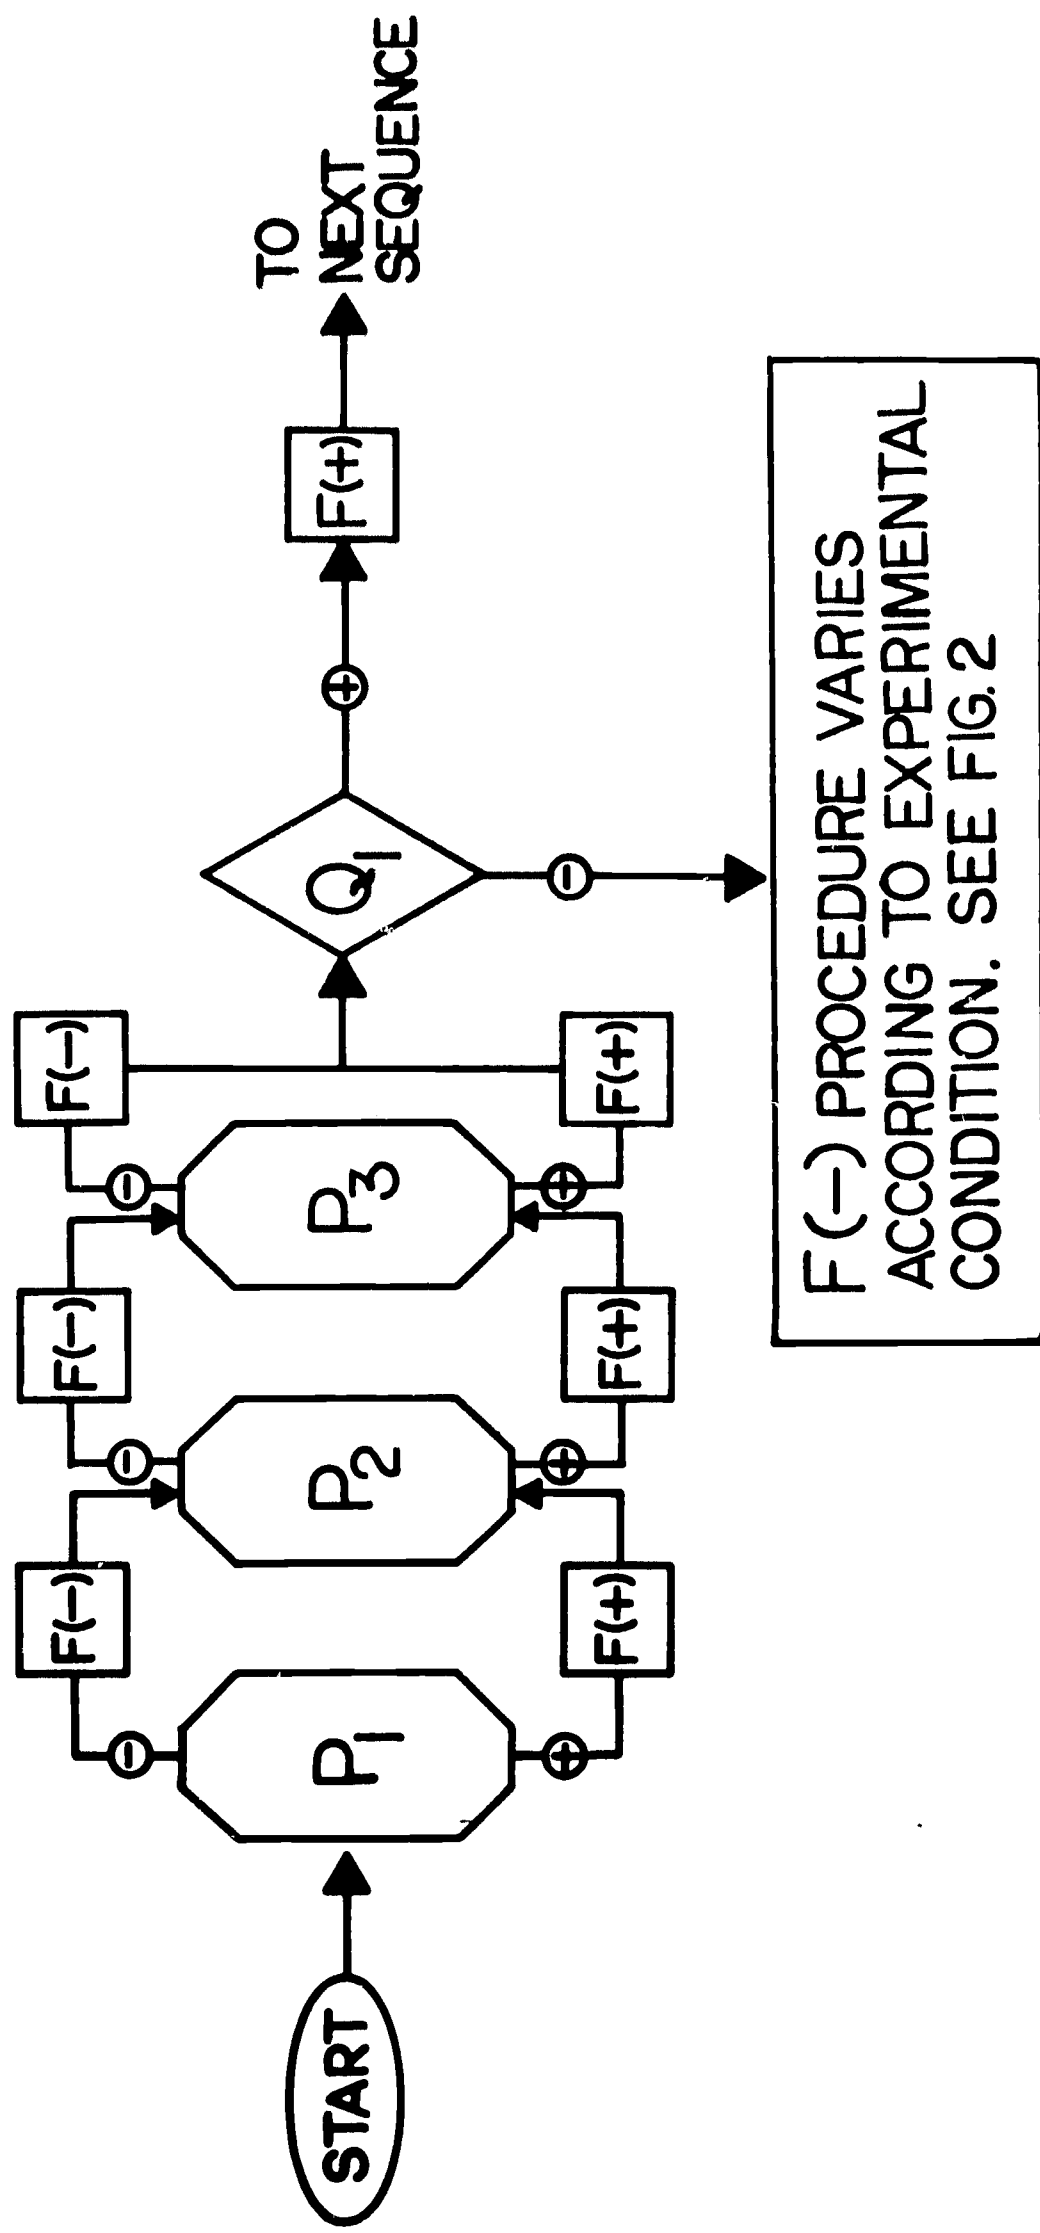 START
P1
-
+
F(-)
F(+)
P2
-
+
F(-)
F(+)
P3
-
+
F(-)
F(+)
Q1
+
-
F(+)
TO
NEXT
SEQUENCE
F(-) PROCEDURE VARIES
ACCORDING TO EXPERIMENTAL
CONDITION. SEE FIG. 2